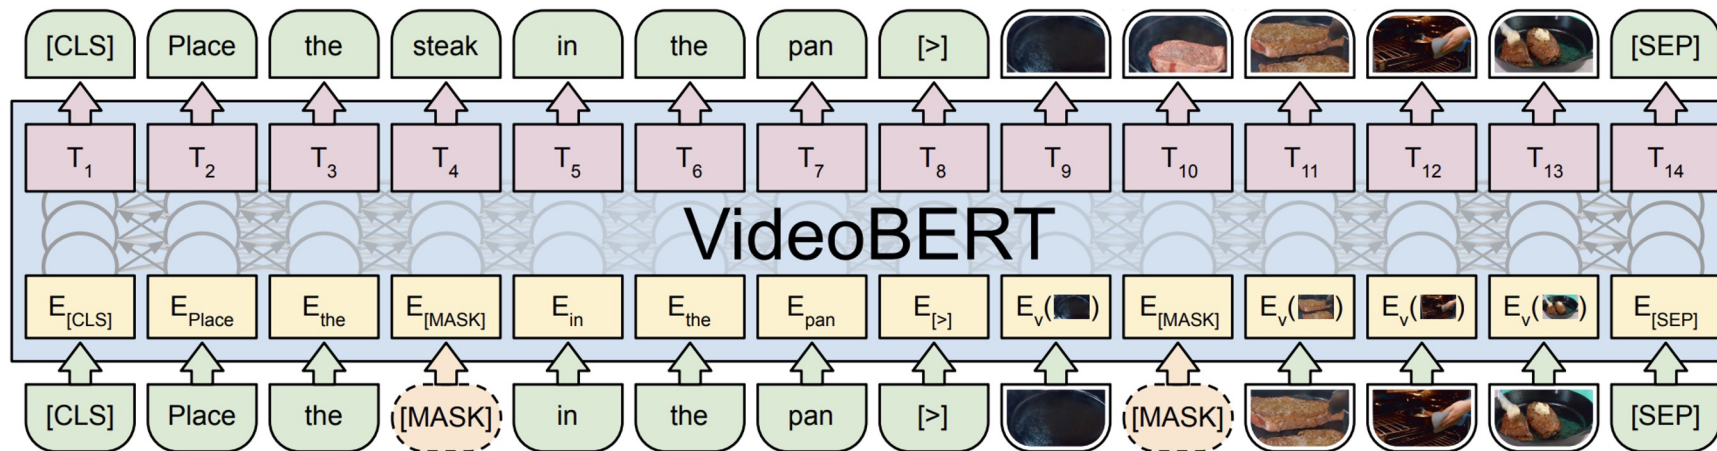 [CLS] Place the steak in the pan [>] [SEP]
T1 T2 T3 T4 T5 T6 T7 T8 T9 T10 T11 T12 T13 T14
VideoBERT
E[CLS] EPlace Ethe E[MASK] Ein Ethe Epan E[>] Ev( ) E[MASK] Ev( ) Ev( ) Ev( ) E[SEP]
[CLS] Place the [MASK] in the pan [>] [MASK] [SEP]